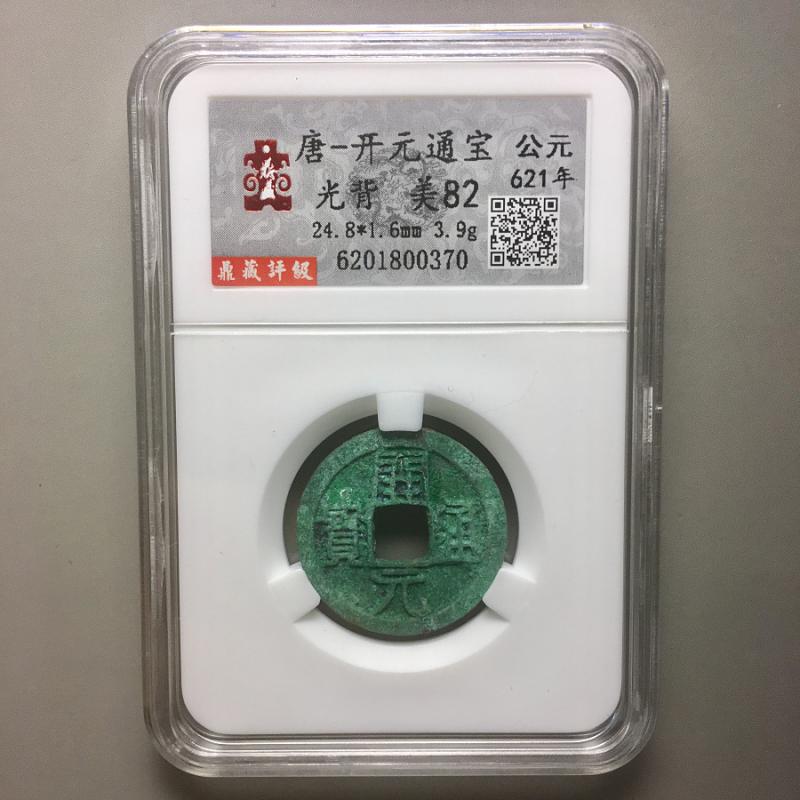 唐-开元通宝 公元
光背 美82 621年
24.8*1.6mm 3.9g
鼎藏評級 6201800370
開元通寶